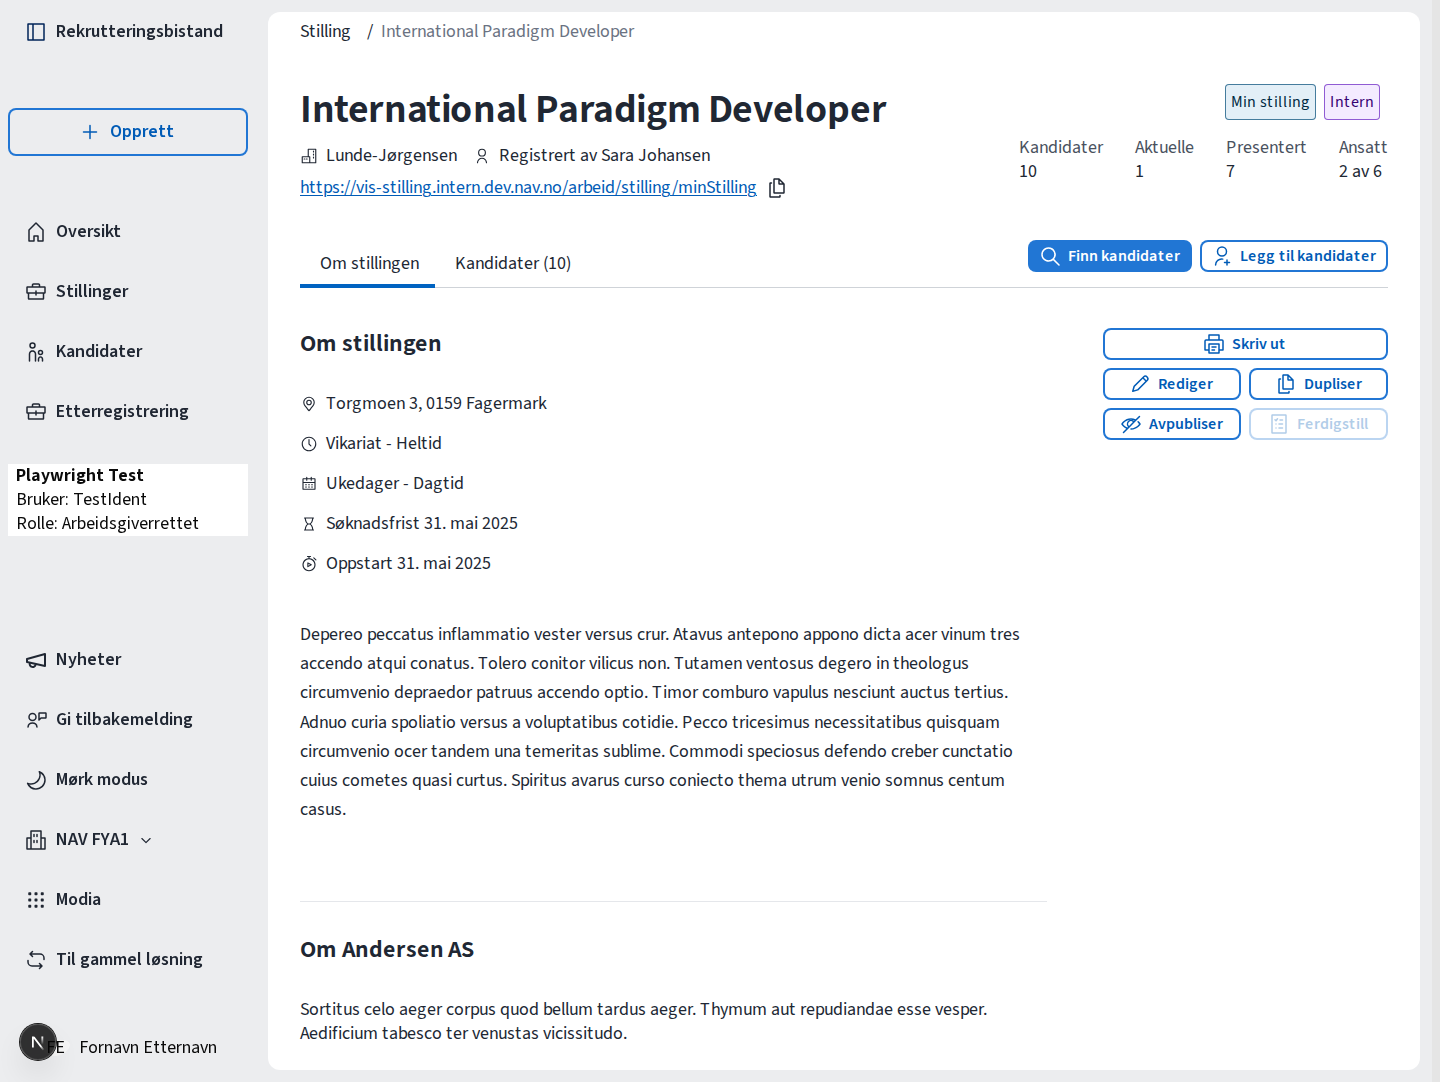 Rekrutteringsbistand
Opprett
Oversikt
Stillinger
Kandidater
Etterregistrering
Playwright Test
Bruker: TestIdent
Rolle: Arbeidsgiverrettet
Nyheter
Gi tilbakemelding
Mørk modus
NAV FYA1
Media
Til gammel løsning
N
FE Fornavn Etternavn
Stilling / International Paradigm Developer
International Paradigm Developer
Min stilling Intern
Lunde-Jørgensen Registrert av Sara Johansen
https://vis-stilling.intern.dev.nav.no/arbeid/stilling/minStilling
Kandidater Aktuelle Presentert Ansatt
10 1 7 2 av 6
Om stillingen Kandidater (10)
Finn kandidater Legg til kandidater
Om stillingen
Skriv ut
Rediger Dupliser
Avpubliser Ferdigstill
Torgmoen 3, 0159 Fagermark
Vikariat - Heltid
Ukedager - Dagtid
Søknadsfrist 31. mai 2025
Oppstart 31. mai 2025
Depereo peccatus inflammatio vester versus crur. Atavus antepono appono dicta acer vinum tres
accendo atqui conatus. Tolero conitor vilicus non. Tutamen ventosus degero in theologus
circumvenio depraedor patruus accendo optio. Timor comburo vapulus nesciunt auctus tertius.
Adnuo curia spoliatio versus a voluptatibus cotidie. Pecco tricesimus necessitatibus quisquam
circumvenio ocer tandem una temeritas sublime. Commodi speciosus defendo creber cunctatio
cuius cometes quasi curtus. Spiritus avarus curso coniecto thema utrum venio somnus centum
casus.
Om Andersen AS
Sortitus celo aeger corpus quod bellum tardus aeger. Thymum aut repudiandae esse vesper.
Aedificium tabesco ter venustas vicissitudo.